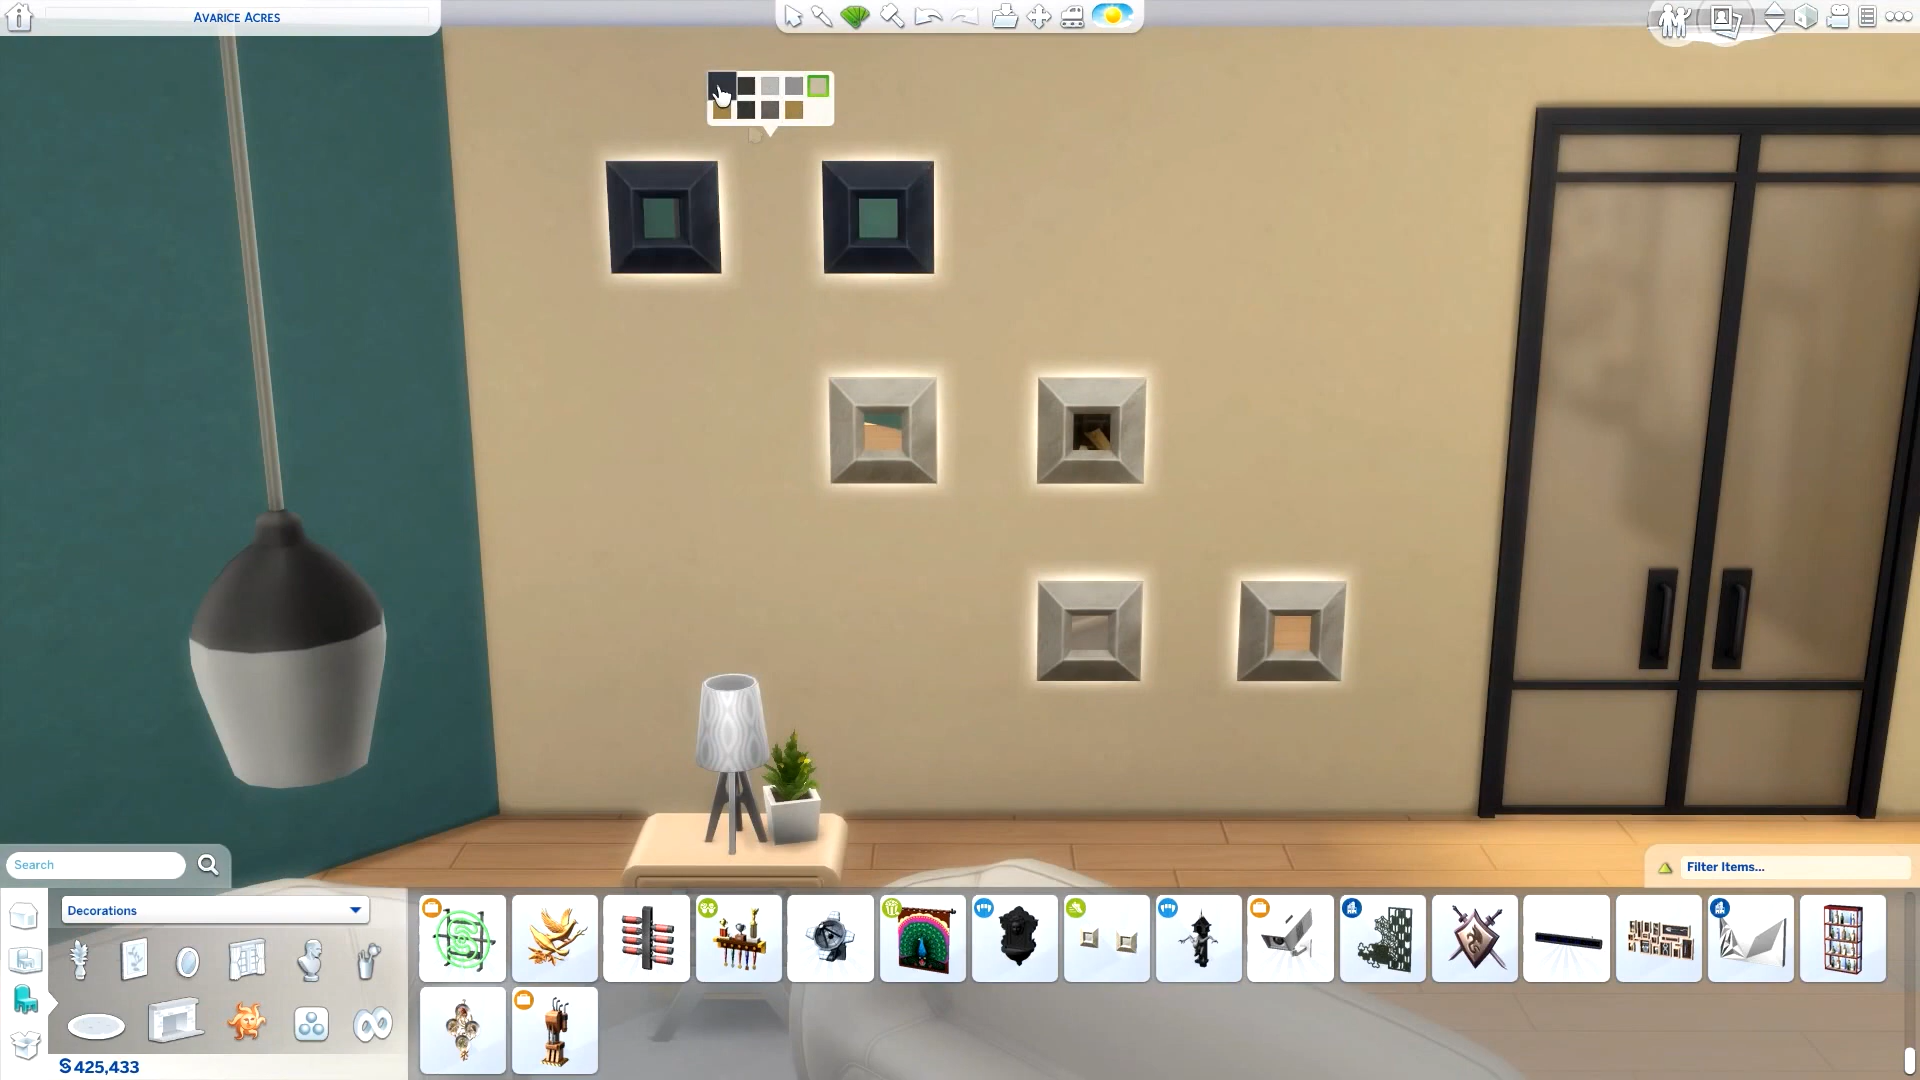 Avarice Acres
Search
Filter Items...
Decorations
§425,433